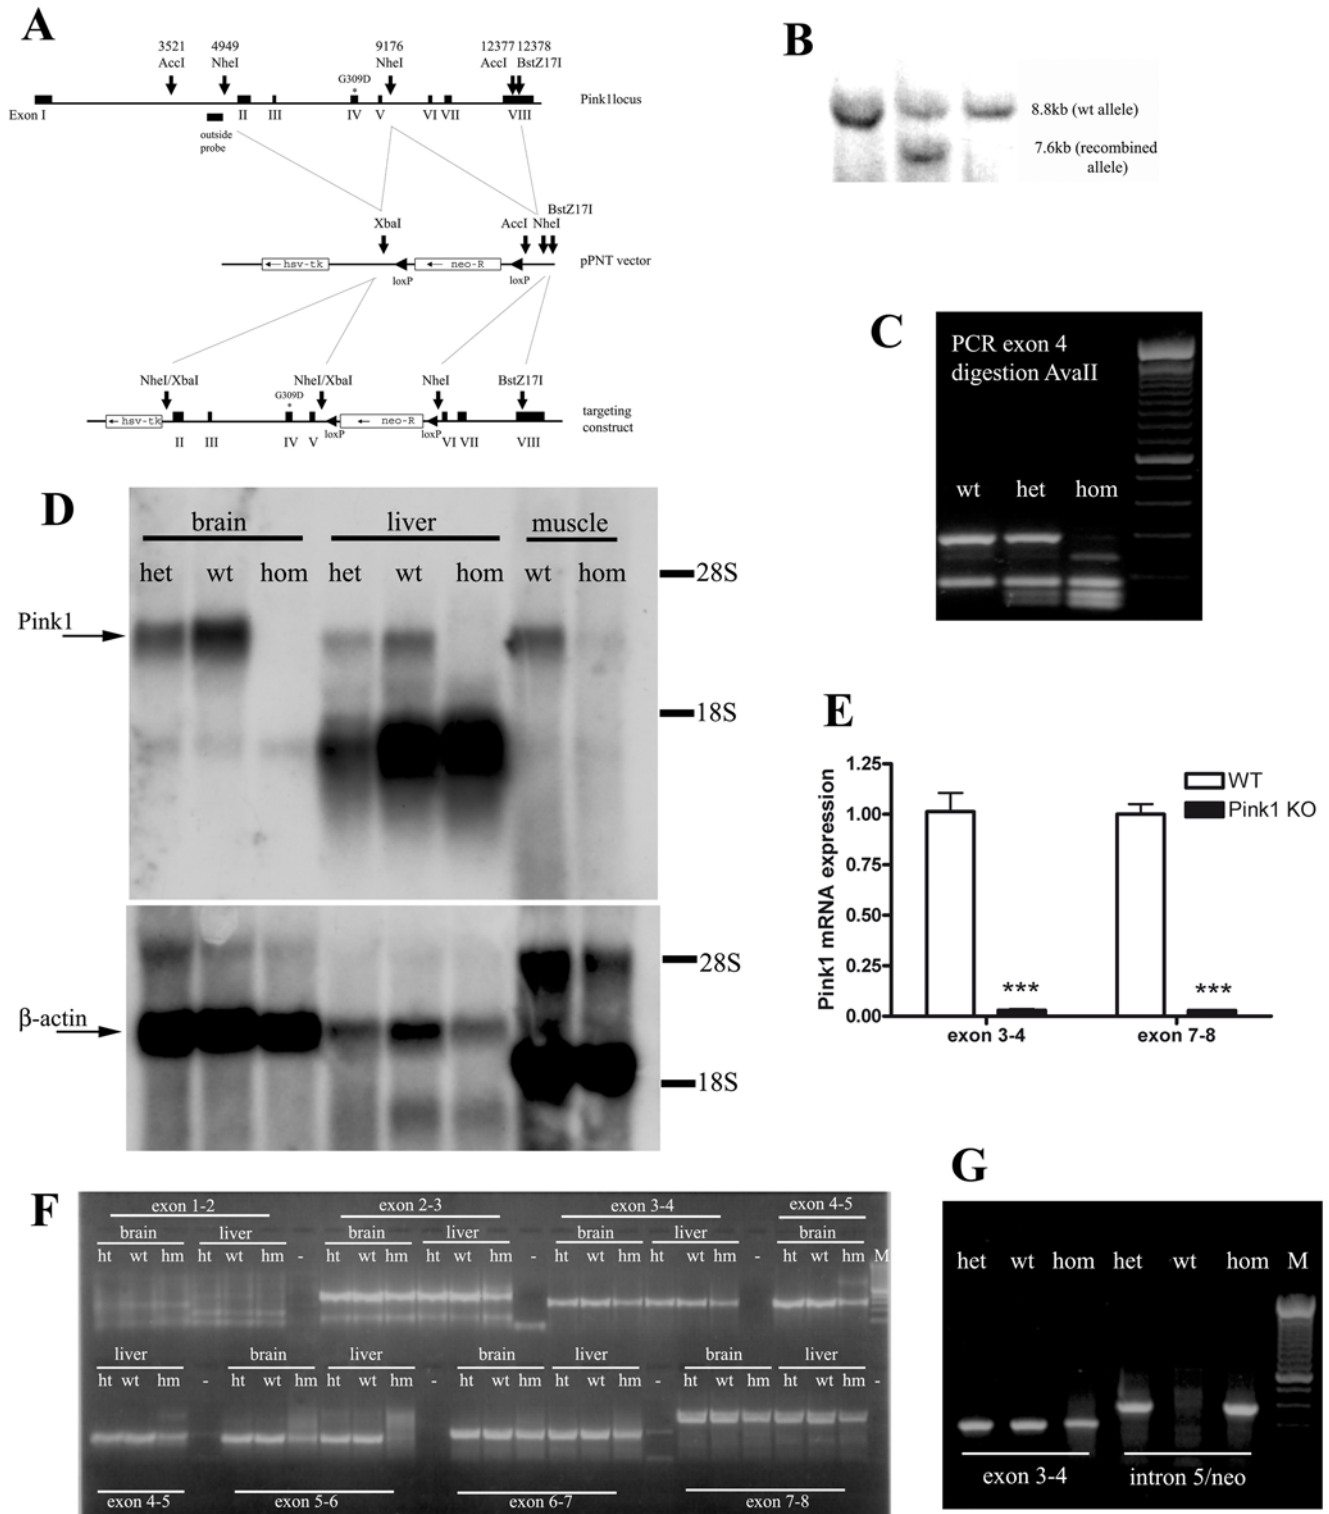 A
3521 4949 9176 12377 12378
AccI NheI NheI AccI BstZ17I
G309D
*
Pink1locus
Exon I II III IV V VI VII VIII
outside
probe
BstZ17I
XbaI AccI NheI
hsv-tk neo-R pPNT vector
loxP loxP
NheI/XbaI NheI/XbaI NheI BstZ17I
G309D
*
hsv-tk neo-R targeting
construct
loxP loxP
II III IV V VI VII VIII
B
8.8kb (wt allele)
7.6kb (recombined
allele)
C
PCR exon 4
digestion AvaII
wt het hom
D
brain liver muscle
het wt hom het wt hom wt hom
28S
Pink1
18S
28S
β-actin
18S
E
Pink1 mRNA expression
1.25
1.00
0.75
0.50
0.25
0.00
WT
Pink1 KO
*** ***
exon 3-4 exon 7-8
F
exon 1-2 exon 2-3 exon 3-4 exon 4-5
brain liver brain liver brain liver brain
ht wt hm ht wt hm - ht wt hm ht wt hm - ht wt hm ht wt hm - ht wt hm M
liver brain liver brain liver brain liver
ht wt hm - ht wt hm ht wt hm - ht wt hm ht wt hm ht wt hm ht wt hm -
exon 4-5 exon 5-6 exon 6-7 exon 7-8
G
het wt hom het wt hom M
exon 3-4 intron 5/neo